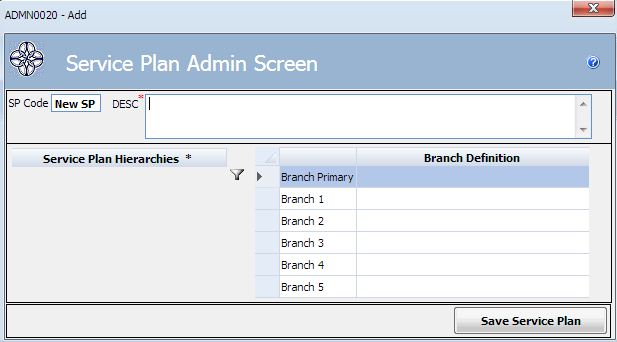 ADMN0020 - Add
Service Plan Admin Screen
?
SP Code New SP DESC*
Service Plan Hierarchies *
Branch Definition
Branch Primary
Branch 1
Branch 2
Branch 3
Branch 4
Branch 5
Save Service Plan